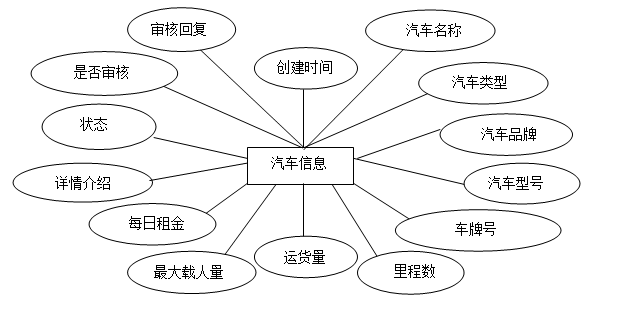 审核回复
汽车名称
创建时间
是否审核
汽车类型
状态
汽车品牌
汽车信息
详情介绍
汽车型号
每日租金
车牌号
运货量
最大载人量
里程数